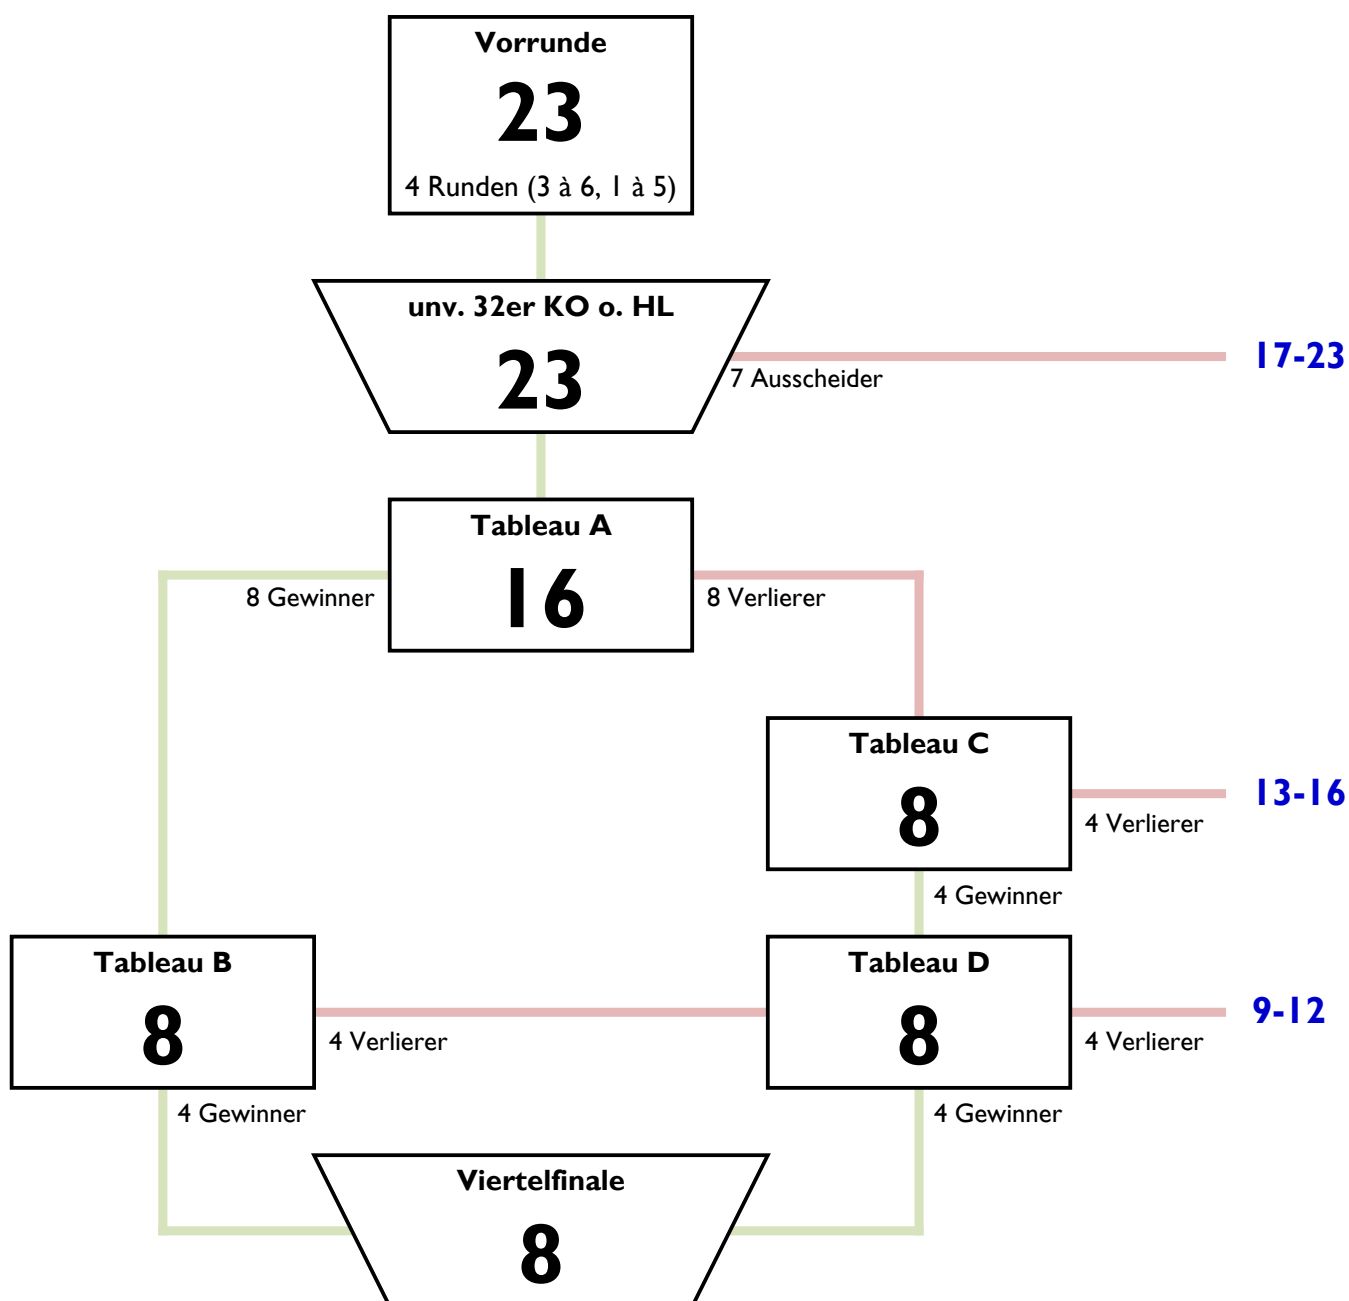 Vorrunde
23
4 Runden (3 à 6, 1 à 5)
unv. 32er KO o. HL
23
7 Ausscheider
17-23
Tableau A
16
8 Gewinner
8 Verlierer
Tableau C
8
4 Verlierer
13-16
4 Gewinner
Tableau B
8
4 Verlierer
4 Gewinner
Tableau D
8
4 Verlierer
9-12
4 Gewinner
Viertelfinale
8